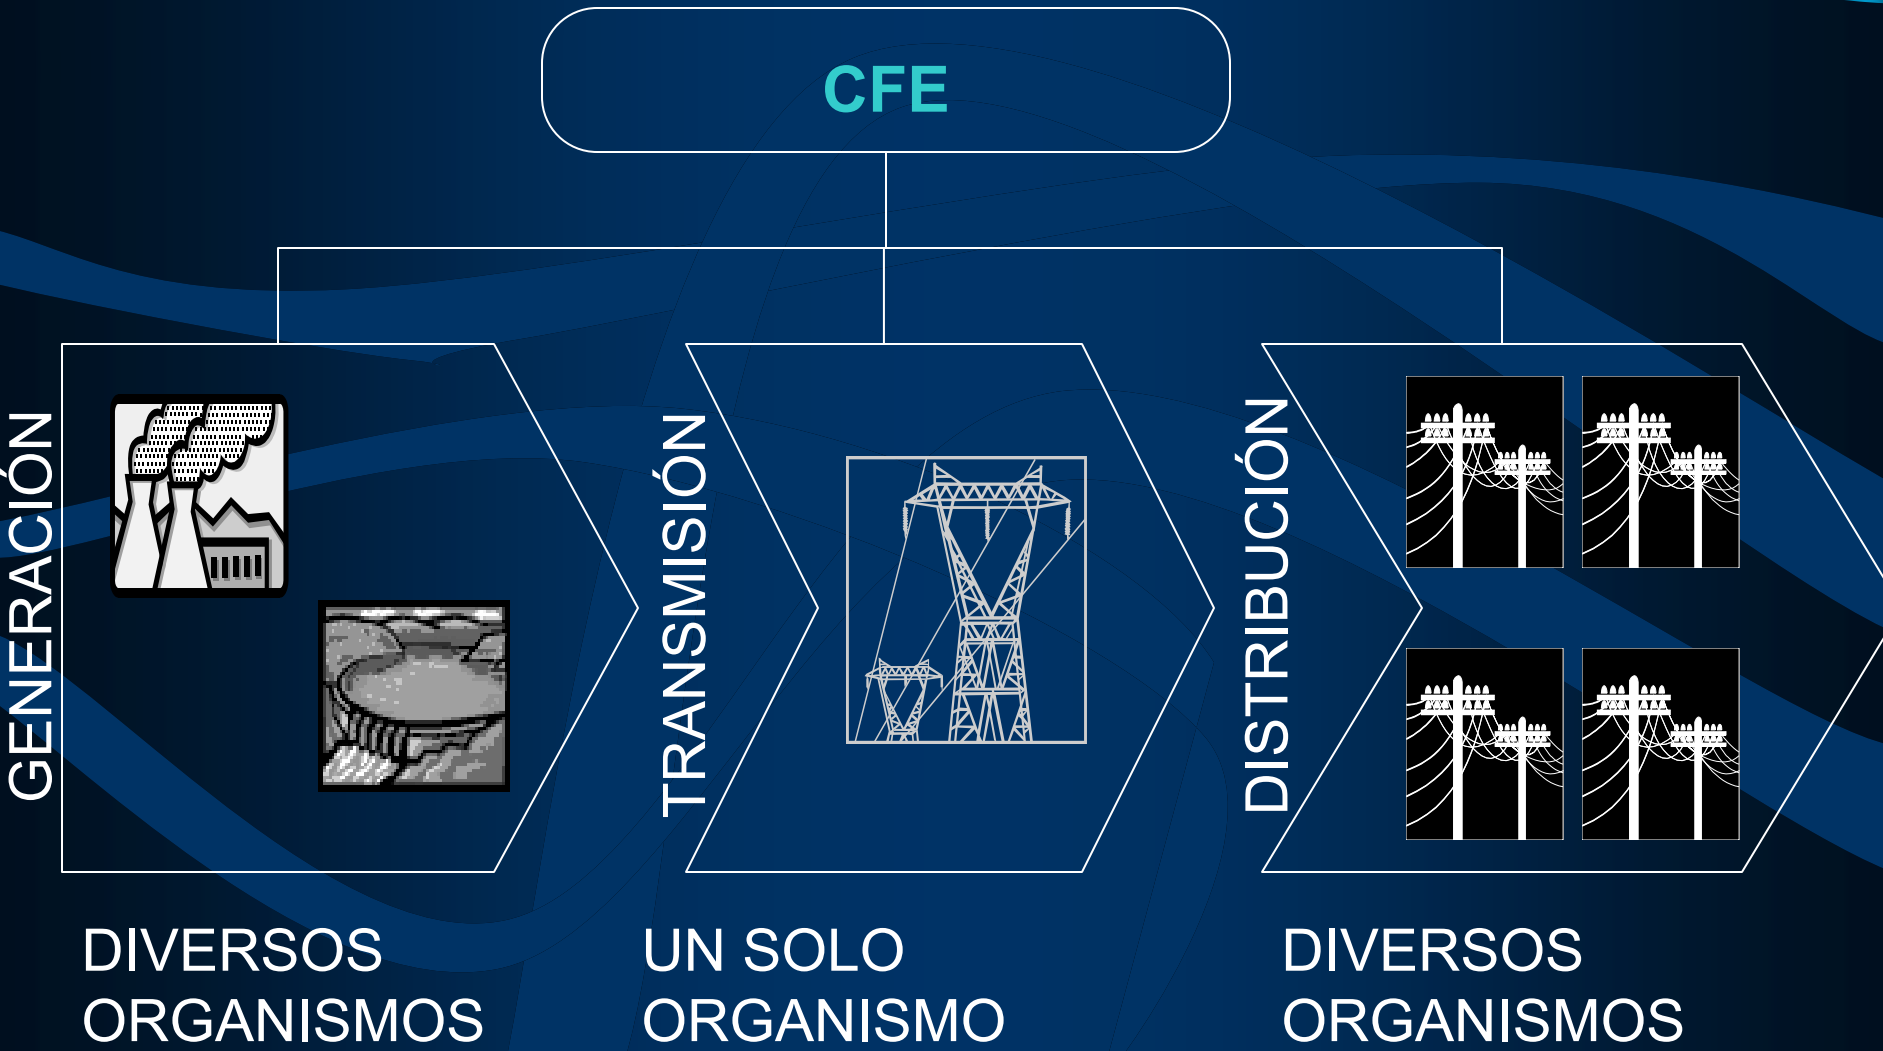 CFE
GENERACIÓN
TRANSMISIÓN
DISTRIBUCIÓN
DIVERSOS
ORGANISMOS
UN SOLO
ORGANISMO
DIVERSOS
ORGANISMOS